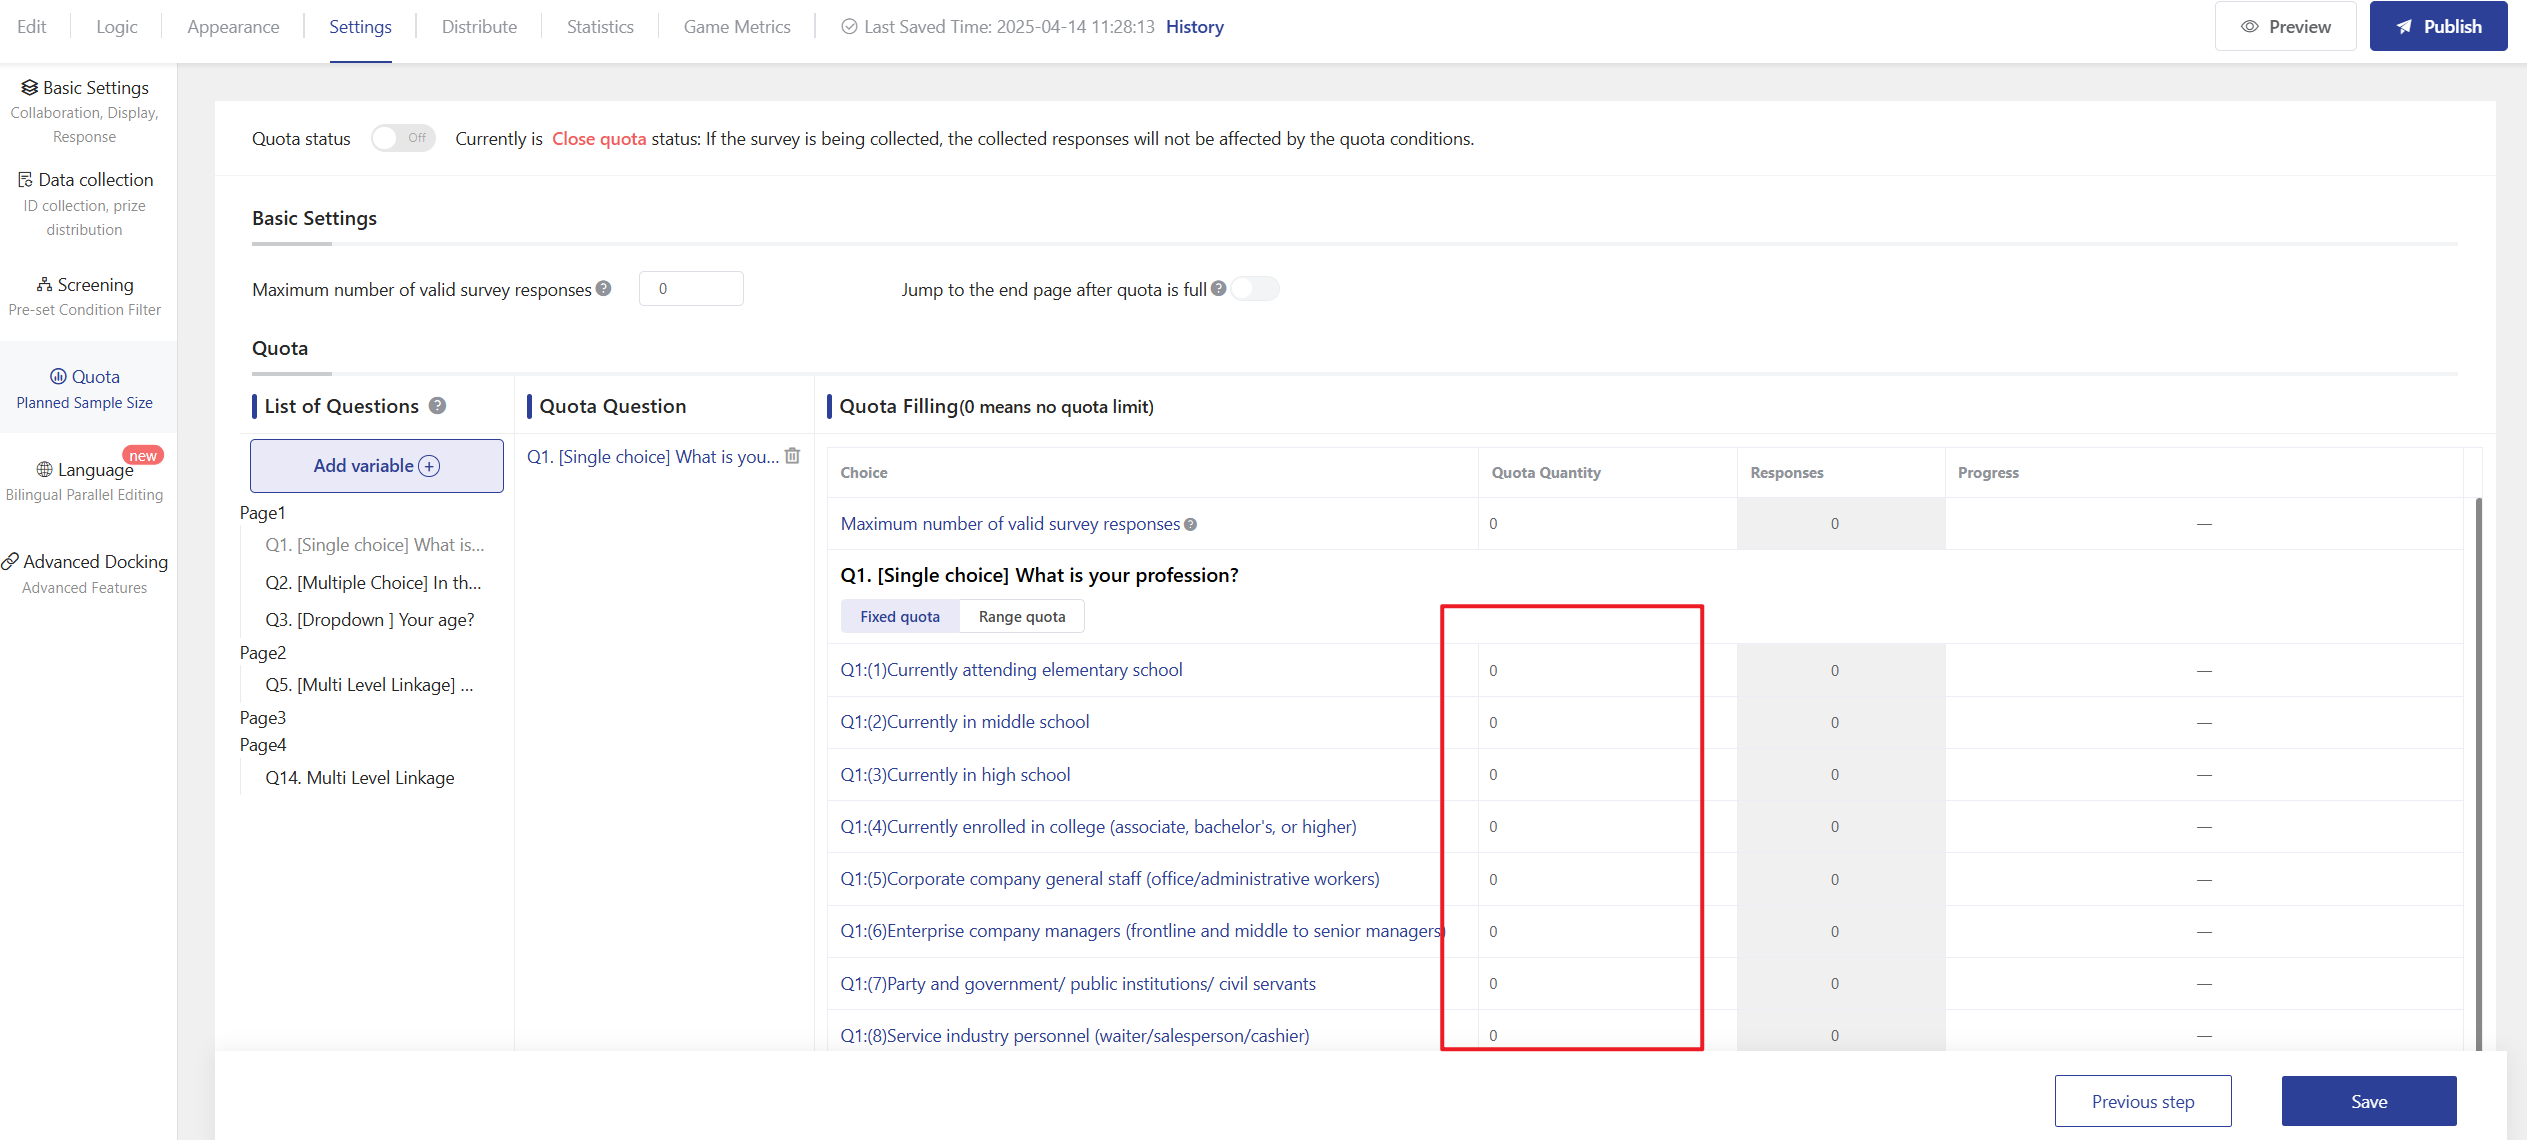 Edit
Logic
Appearance
Settings
Distribute
Statistics
Game Metrics
Last Saved Time: 2025-04-14 11:28:13 History
Preview
Publish
Basic Settings
Collaboration, Display,
Response
Data collection
ID collection, prize
distribution
Screening
Pre-set Condition Filter
Quota
Planned Sample Size
new
Language
Bilingual Parallel Editing
Advanced Docking
Advanced Features
Quota status Off Currently is Close quota status: If the survey is being collected, the collected responses will not be affected by the quota conditions.
Basic Settings
Maximum number of valid survey responses ? 0 Jump to the end page after quota is full ?
Quota
List of Questions ?
Add variable
Page1
Q1. [Single choice] What is...
Q2. [Multiple Choice] In th...
Q3. [Dropdown ] Your age?
Page2
Q5. [Multi Level Linkage] ...
Page3
Page4
Q14. Multi Level Linkage
Quota Question
Q1. [Single choice] What is you...
Quota Filling(0 means no quota limit)
Choice Quota Quantity Responses Progress
Maximum number of valid survey responses ? 0 0 —
Q1. [Single choice] What is your profession?
Fixed quota Range quota
Q1:(1)Currently attending elementary school 0 0 —
Q1:(2)Currently in middle school 0 0 —
Q1:(3)Currently in high school 0 0 —
Q1:(4)Currently enrolled in college (associate, bachelor's, or higher) 0 0 —
Q1:(5)Corporate company general staff (office/administrative workers) 0 0 —
Q1:(6)Enterprise company managers (frontline and middle to senior managers) 0 0 —
Q1:(7)Party and government/ public institutions/ civil servants 0 0 —
Q1:(8)Service industry personnel (waiter/salesperson/cashier) 0 0 —
Previous step
Save